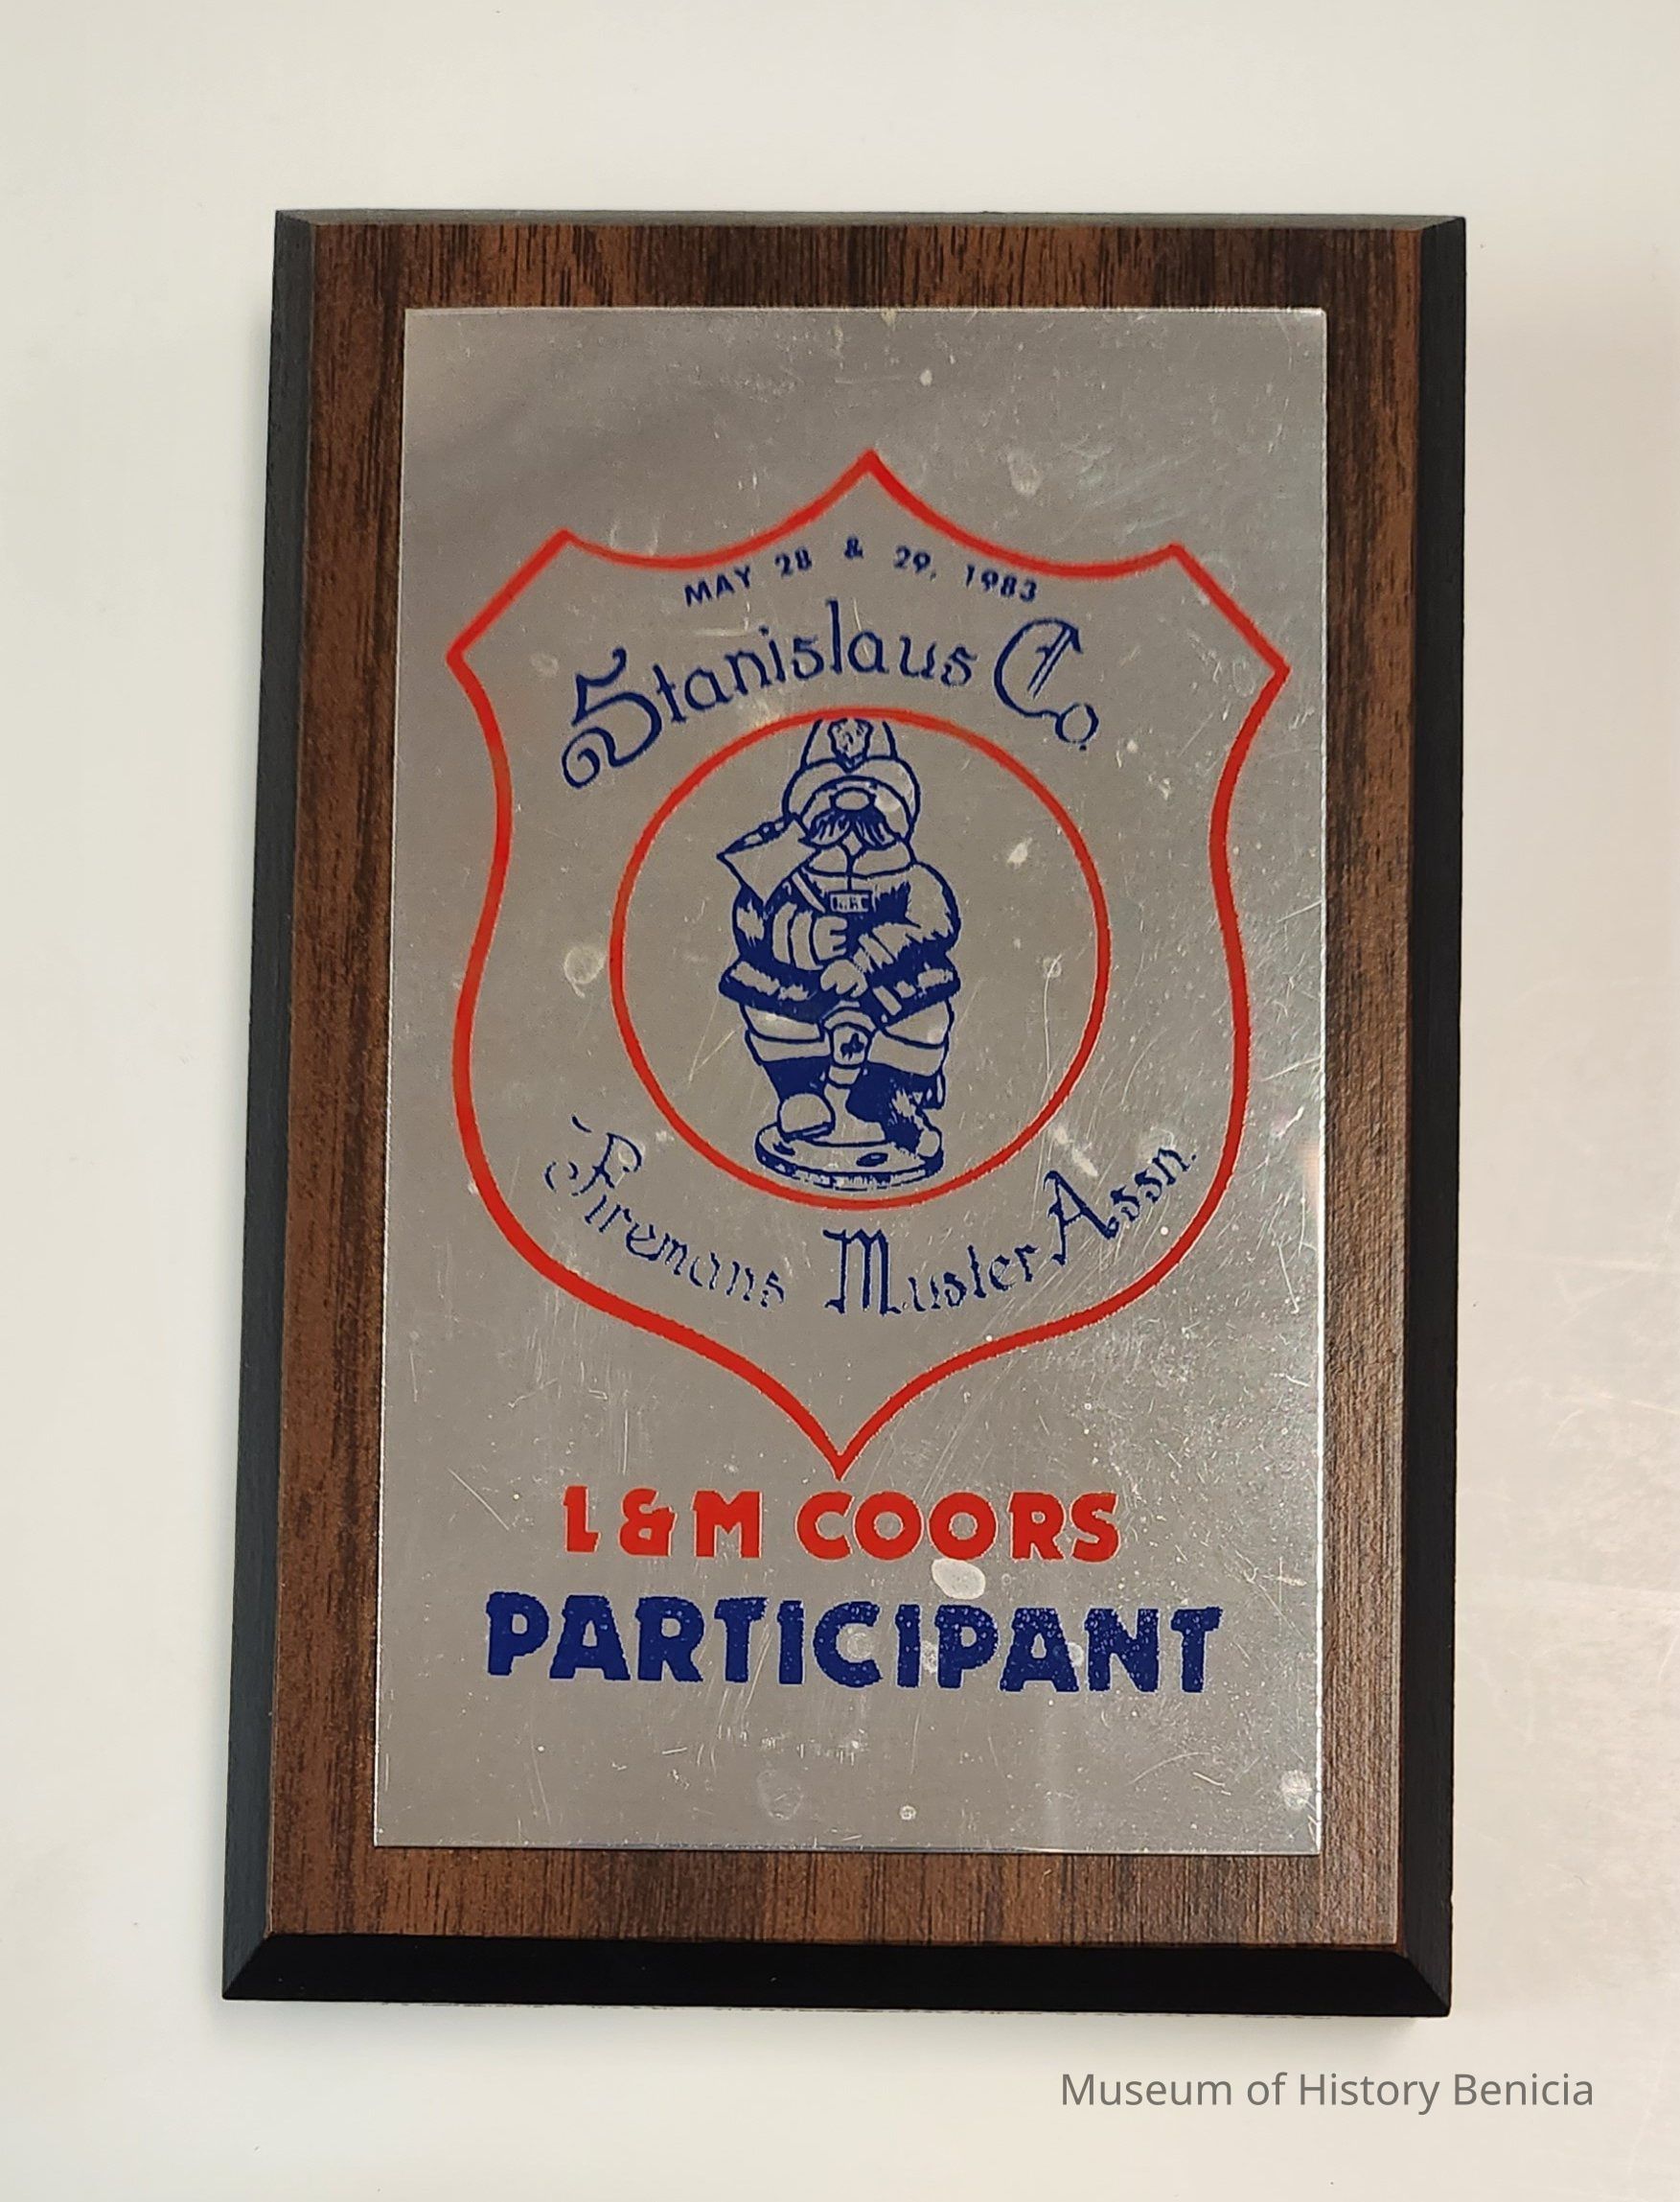 MAY 28 & 29, 1983
Stanislaus Co.
Firemans Muster Assn.
L&M COORS
PARTICIPANT
Museum of History Benicia